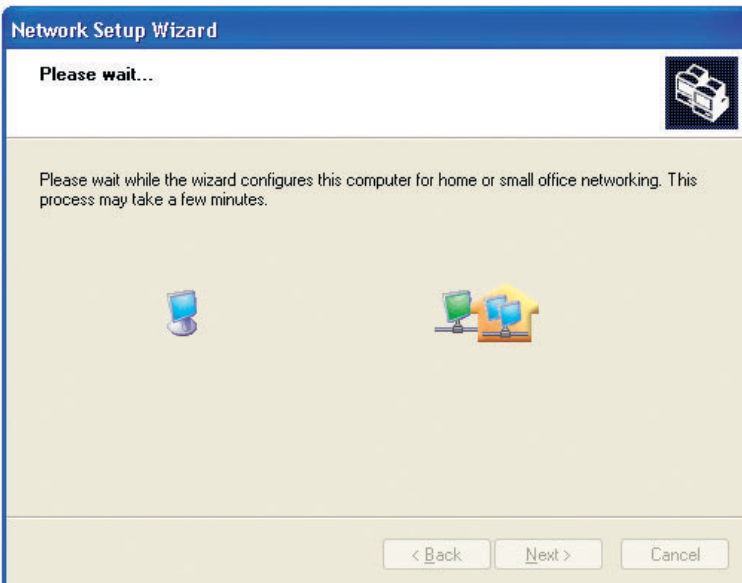 Network Setup Wizard
Please wait...
Please wait while the wizard configures this computer for home or small office networking. This
process may take a few minutes.
< Back
Next >
Cancel